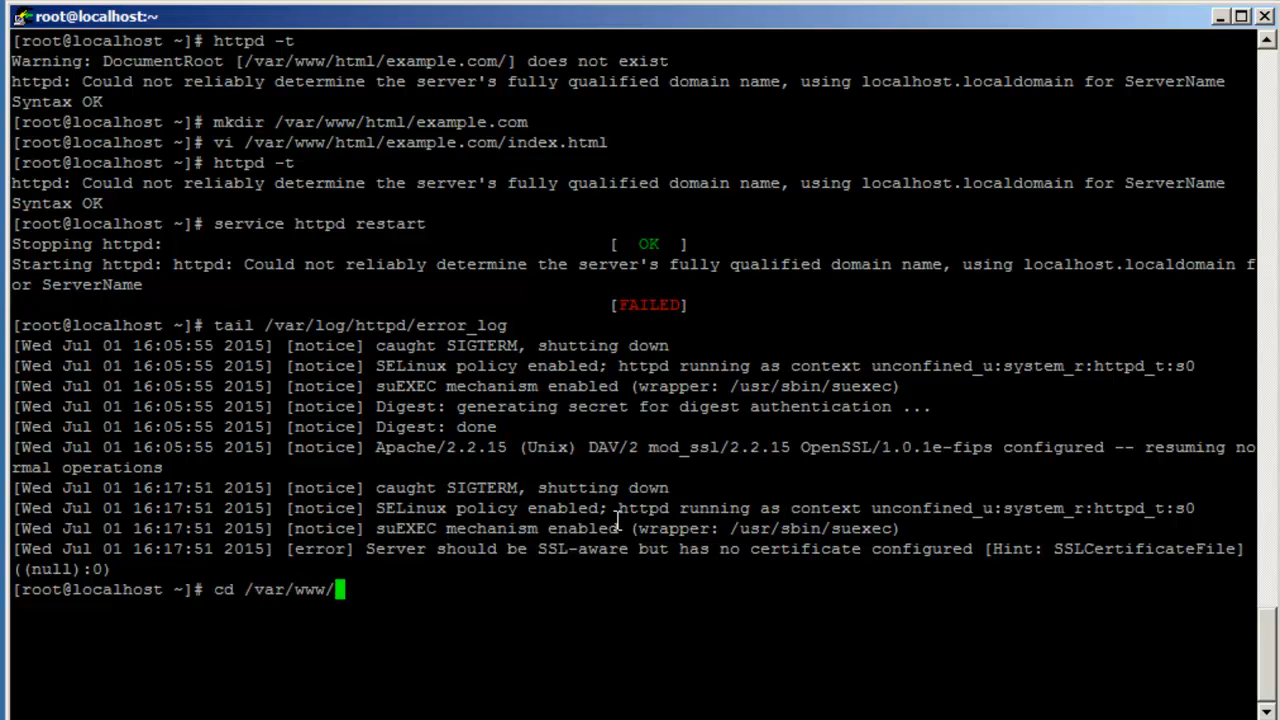 root@localhost:~
[root@localhost ~]# httpd -t
Warning: DocumentRoot [/var/www/html/example.com/] does not exist
httpd: Could not reliably determine the server's fully qualified domain name, using localhost.localdomain for ServerName
Syntax OK
[root@localhost ~]# mkdir /var/www/html/example.com
[root@localhost ~]# vi /var/www/html/example.com/index.html
[root@localhost ~]# httpd -t
httpd: Could not reliably determine the server's fully qualified domain name, using localhost.localdomain for ServerName
Syntax OK
[root@localhost ~]# service httpd restart
Stopping httpd: [ OK ]
Starting httpd: httpd: Could not reliably determine the server's fully qualified domain name, using localhost.localdomain f
or ServerName
[FAILED]
[root@localhost ~]# tail /var/log/httpd/error_log
[Wed Jul 01 16:05:55 2015] [notice] caught SIGTERM, shutting down
[Wed Jul 01 16:05:55 2015] [notice] SELinux policy enabled; httpd running as context unconfined_u:system_r:httpd_t:s0
[Wed Jul 01 16:05:55 2015] [notice] suEXEC mechanism enabled (wrapper: /usr/sbin/suexec)
[Wed Jul 01 16:05:55 2015] [notice] Digest: generating secret for digest authentication ...
[Wed Jul 01 16:05:55 2015] [notice] Digest: done
[Wed Jul 01 16:05:55 2015] [notice] Apache/2.2.15 (Unix) DAV/2 mod_ssl/2.2.15 OpenSSL/1.0.1e-fips configured -- resuming no
rmal operations
[Wed Jul 01 16:17:51 2015] [notice] caught SIGTERM, shutting down
[Wed Jul 01 16:17:51 2015] [notice] SELinux policy enabled; httpd running as context unconfined_u:system_r:httpd_t:s0
[Wed Jul 01 16:17:51 2015] [notice] suEXEC mechanism enabled (wrapper: /usr/sbin/suexec)
[Wed Jul 01 16:17:51 2015] [error] Server should be SSL-aware but has no certificate configured [Hint: SSLCertificateFile]
((null):0)
[root@localhost ~]# cd /var/www/